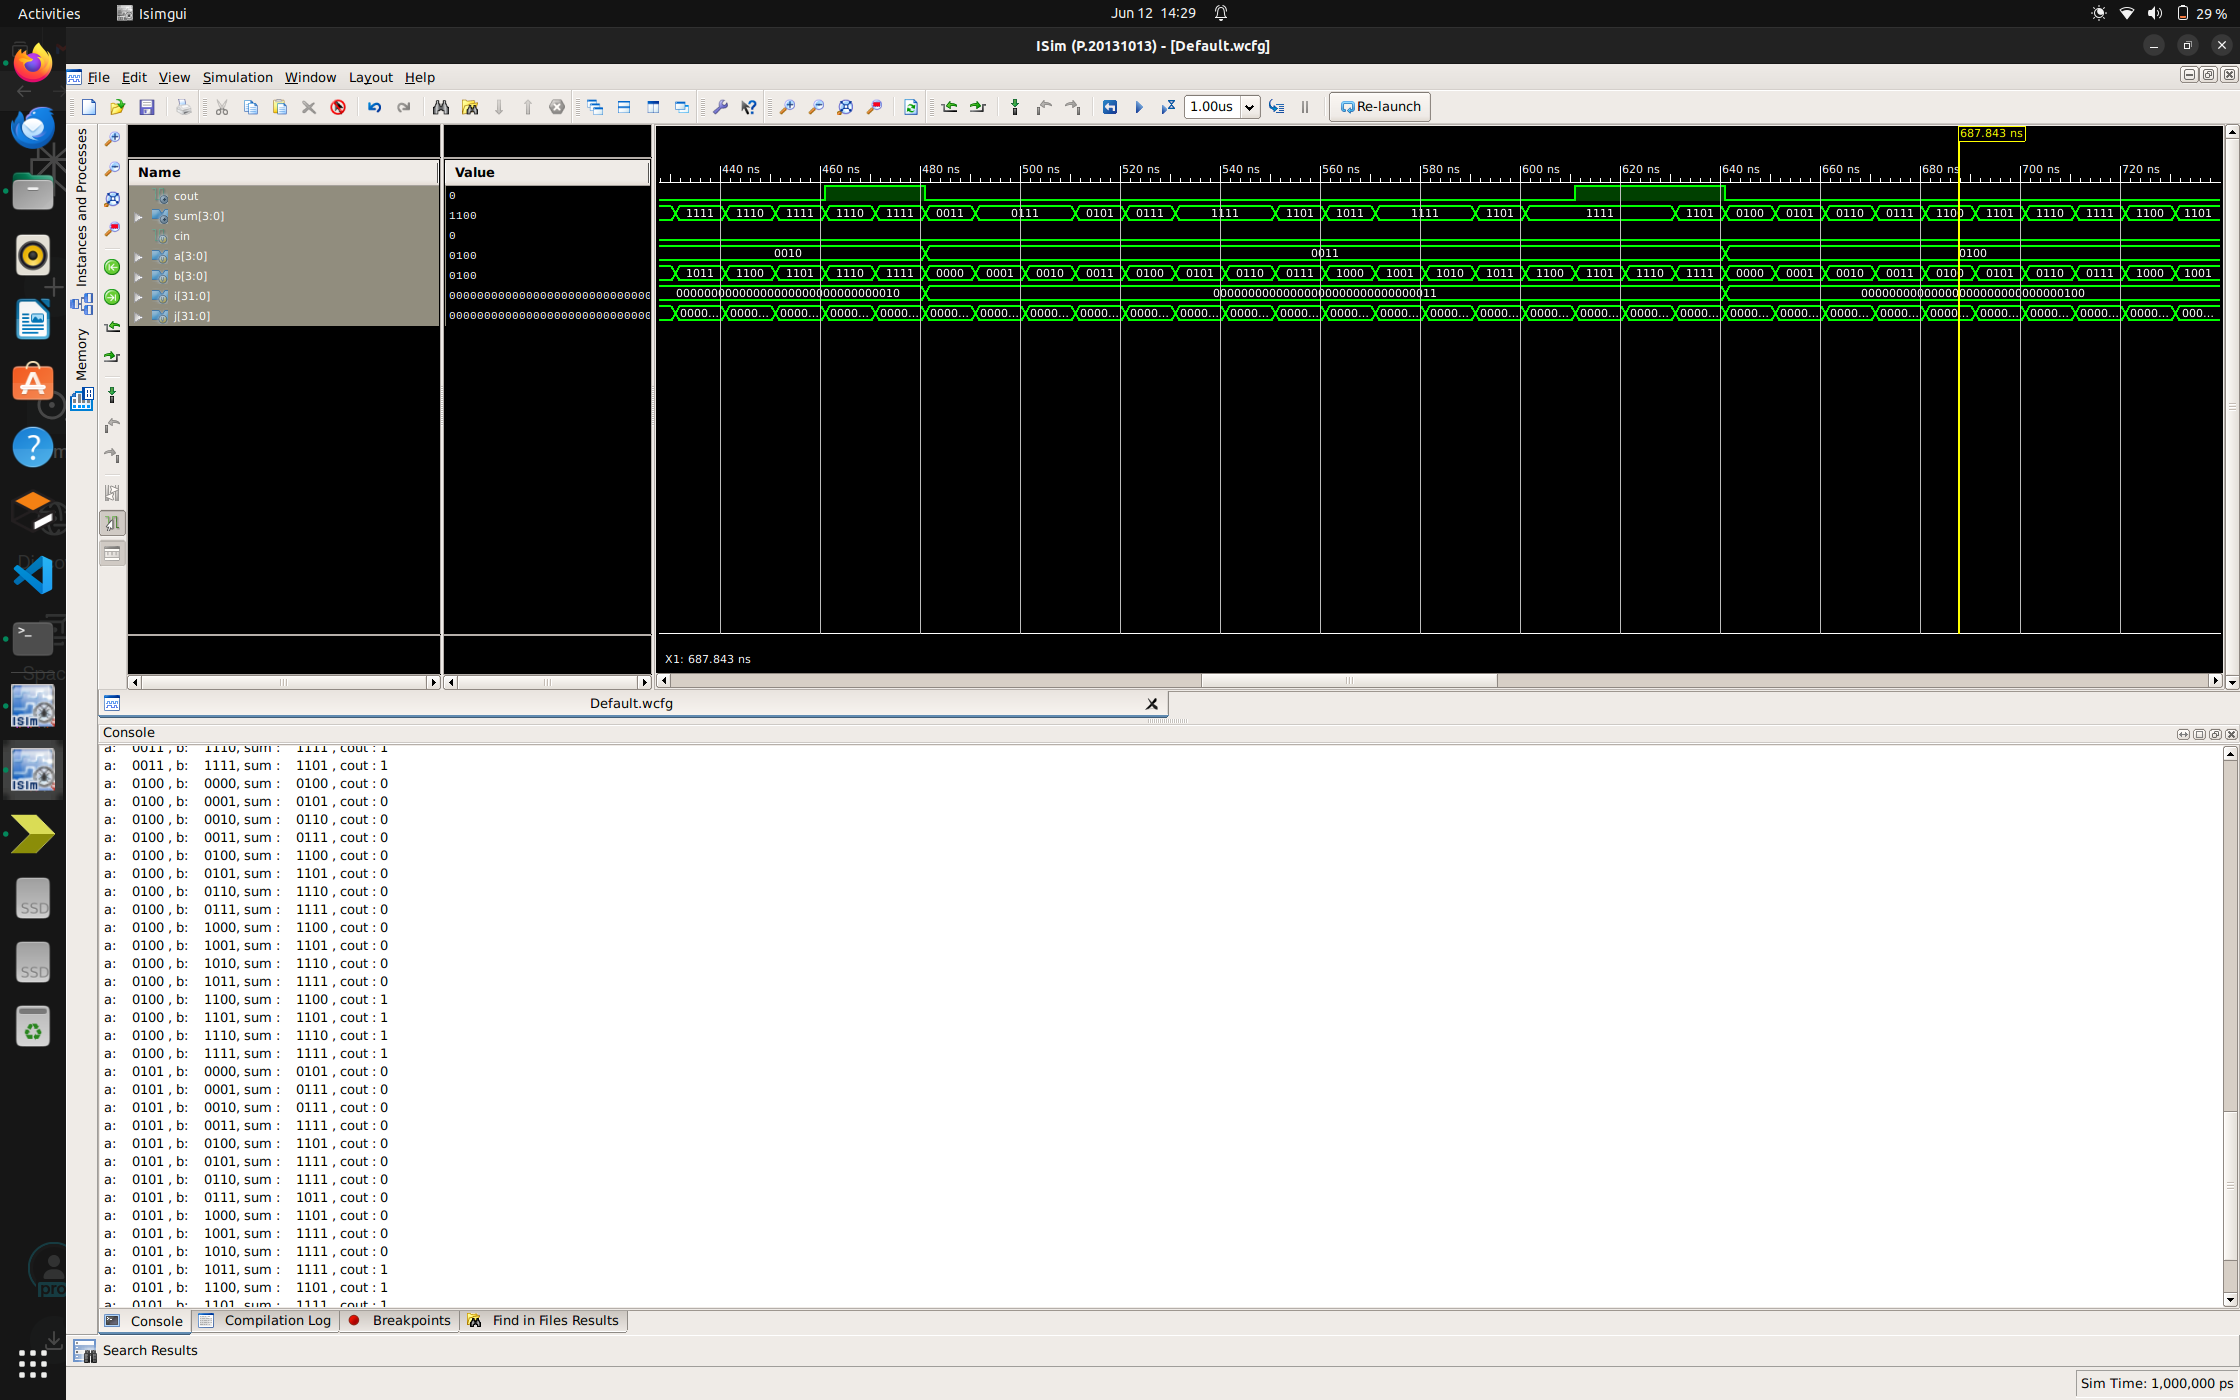 Activities Isimgui Jun 12 14:29 29 %
ISim (P.20131013) - [Default.wcfg]
File Edit View Simulation Window Layout Help
1.00us Re-launch
Instances and Processes
Memory
687.843 ns
440 ns 460 ns 480 ns 500 ns 520 ns 540 ns 560 ns 580 ns 600 ns 620 ns 640 ns 660 ns 680 ns 700 ns 720 ns
Name Value
cout 0
sum[3:0] 1100 1111 1110 1111 1110 1111 0011 0111 0101 0111 1111 1101 1011 1111 1101 1111 1101 0100 0101 0110 0111 1100 1101 1110 1111 1100 1101
cin 0
a[3:0] 0100 0010 0011 0100
b[3:0] 0100 1011 1100 1101 1110 1111 0000 0001 0010 0011 0100 0101 0110 0111 1000 1001 1010 1011 1100 1101 1110 1111 0000 0001 0010 0011 0100 0101 0110 0111 1000 1001
i[31:0] 00000000000000000000000000000010 00000000000000000000000000000011 00000000000000000000000000000100
j[31:0] 0000... 0000... 0000... 0000... 0000... 0000... 0000... 0000... 0000... 0000... 0000... 0000... 0000... 0000... 0000... 0000... 0000... 0000... 0000... 0000... 0000... 0000... 0000... 0000... 0000... 0000... 0000... 0000... 0000... 0000... 000...
X1: 687.843 ns
Default.wcfg
Console
a: 0011 , b: 1110, sum : 1111 , cout : 1
a: 0011 , b: 1111, sum : 1101 , cout : 1
a: 0100 , b: 0000, sum : 0100 , cout : 0
a: 0100 , b: 0001, sum : 0101 , cout : 0
a: 0100 , b: 0010, sum : 0110 , cout : 0
a: 0100 , b: 0011, sum : 0111 , cout : 0
a: 0100 , b: 0100, sum : 1100 , cout : 0
a: 0100 , b: 0101, sum : 1101 , cout : 0
a: 0100 , b: 0110, sum : 1110 , cout : 0
a: 0100 , b: 0111, sum : 1111 , cout : 0
a: 0100 , b: 1000, sum : 1100 , cout : 0
a: 0100 , b: 1001, sum : 1101 , cout : 0
a: 0100 , b: 1010, sum : 1110 , cout : 0
a: 0100 , b: 1011, sum : 1111 , cout : 0
a: 0100 , b: 1100, sum : 1100 , cout : 1
a: 0100 , b: 1101, sum : 1101 , cout : 1
a: 0100 , b: 1110, sum : 1110 , cout : 1
a: 0100 , b: 1111, sum : 1111 , cout : 1
a: 0101 , b: 0000, sum : 0101 , cout : 0
a: 0101 , b: 0001, sum : 0111 , cout : 0
a: 0101 , b: 0010, sum : 0111 , cout : 0
a: 0101 , b: 0011, sum : 1111 , cout : 0
a: 0101 , b: 0100, sum : 1101 , cout : 0
a: 0101 , b: 0101, sum : 1111 , cout : 0
a: 0101 , b: 0110, sum : 1111 , cout : 0
a: 0101 , b: 0111, sum : 1011 , cout : 0
a: 0101 , b: 1000, sum : 1101 , cout : 0
a: 0101 , b: 1001, sum : 1111 , cout : 0
a: 0101 , b: 1010, sum : 1111 , cout : 0
a: 0101 , b: 1011, sum : 1111 , cout : 1
a: 0101 , b: 1100, sum : 1101 , cout : 1
a: 0101 , b: 1101, sum : 1111 , cout : 1
Console Compilation Log Breakpoints Find in Files Results
Search Results
Sim Time: 1,000,000 ps
ISim
ISim
SSD
SSD